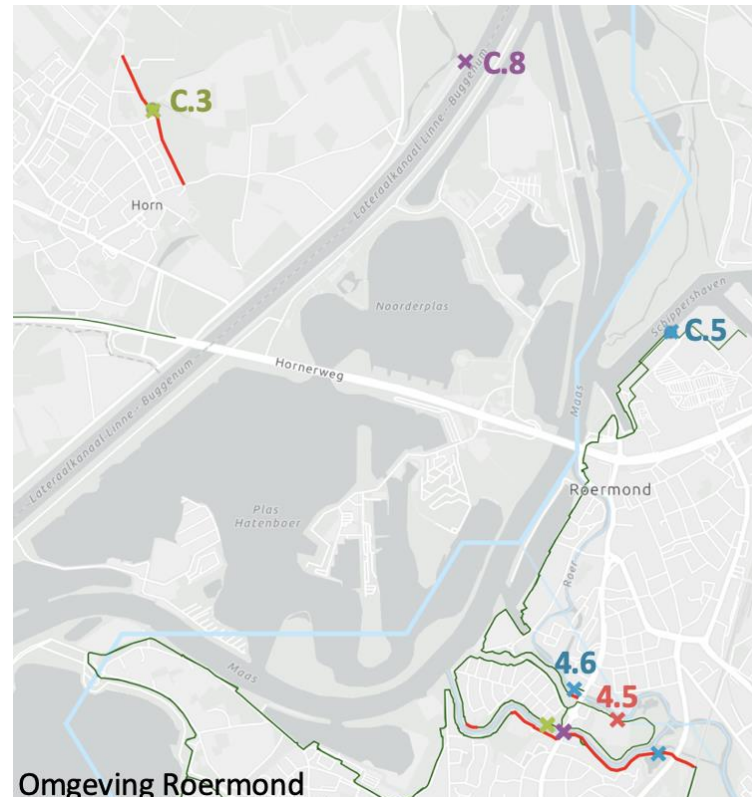 C.8
C.3
Lateraalkanaal Linne - Buggenum
Horn
Noorderplas
Schippershaven
C.5
Hornerweg
Maas
Lateraalkanaal Linne - Buggenum
Roermond
Plas
Hatenboer
Roer
4.6
Maas
4.5
Omgeving Roermond